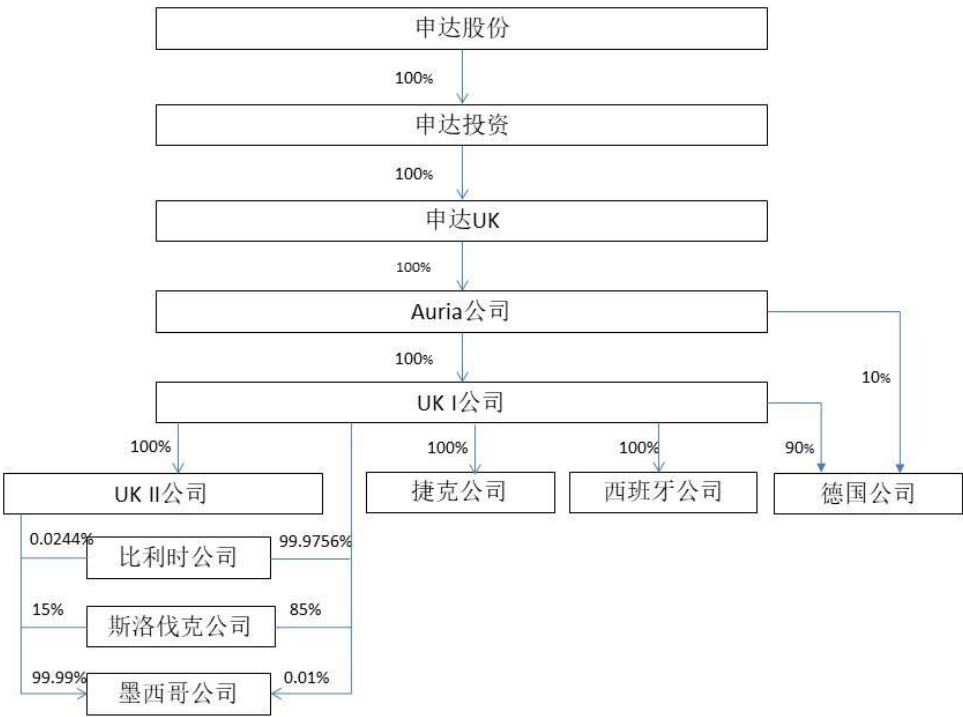 申达股份
100%
申达投资
100%
申达UK
100%
Auria公司
100%
10%
UK I公司
100%
100%
100%
90%
UK II公司
捷克公司
西班牙公司
德国公司
0.0244%
比利时公司
99.9756%
15%
斯洛伐克公司
85%
99.99%
墨西哥公司
0.01%